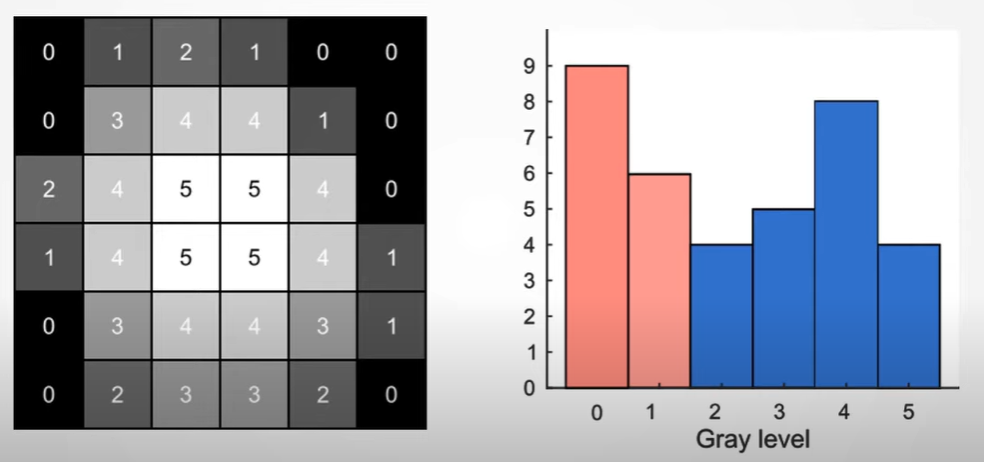 0 1 2 1 0 0
0 3 4 4 1 0
2 4 5 5 4 0
1 4 5 5 4 1
0 3 4 4 3 1
0 2 3 3 2 0
9
8
7
6
5
4
3
2
1
0
0 1 2 3 4 5
Gray level